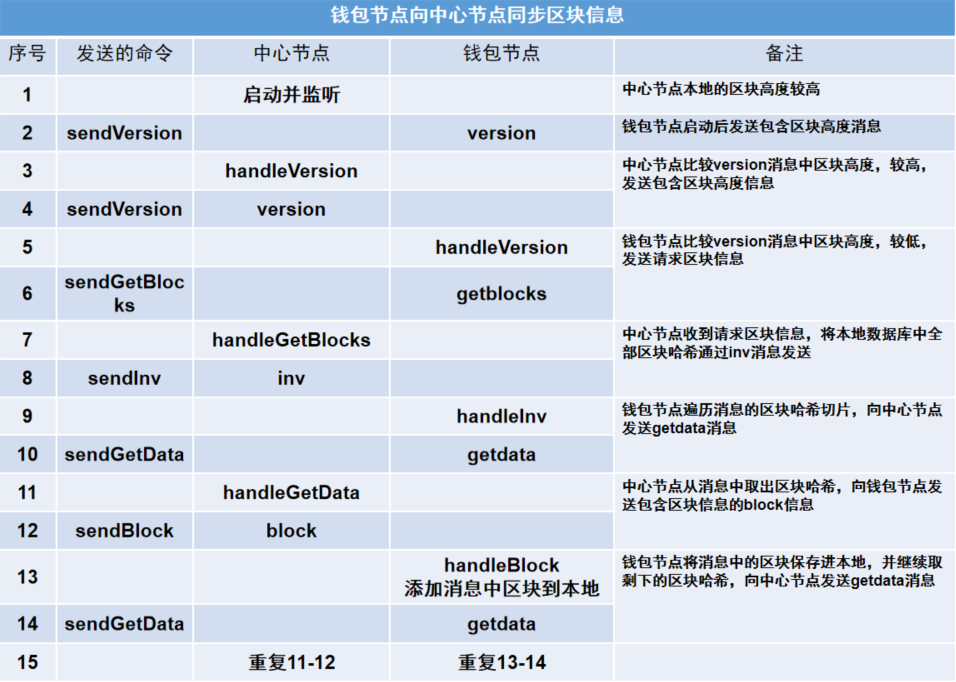 钱包节点向中心节点同步区块信息
序号 发送的命令 中心节点 钱包节点 备注
1 启动并监听 中心节点本地的区块高度较高
2 sendVersion version 钱包节点启动后发送包含区块高度消息
3 handleVersion 中心节点比较version消息中区块高度，较高，
发送包含区块高度信息
4 sendVersion version
5 handleVersion 钱包节点比较version消息中区块高度，较低，
发送请求区块信息
6 sendGetBloc
ks getblocks
7 handleGetBlocks 中心节点收到请求区块信息，将本地数据库中全
部区块哈希通过inv消息发送
8 sendInv inv
9 handleInv 钱包节点遍历消息的区块哈希切片，向中心节点
发送getdata消息
10 sendGetData getdata
11 handleGetData 中心节点从消息中取出区块哈希，向钱包节点发
送包含区块信息的block信息
12 sendBlock block
13 handleBlock
添加消息中区块到本地 钱包节点将消息中的区块保存进本地，并继续取
剩下的区块哈希，向中心节点发送getdata消息
14 sendGetData getdata
15 重复11-12 重复13-14